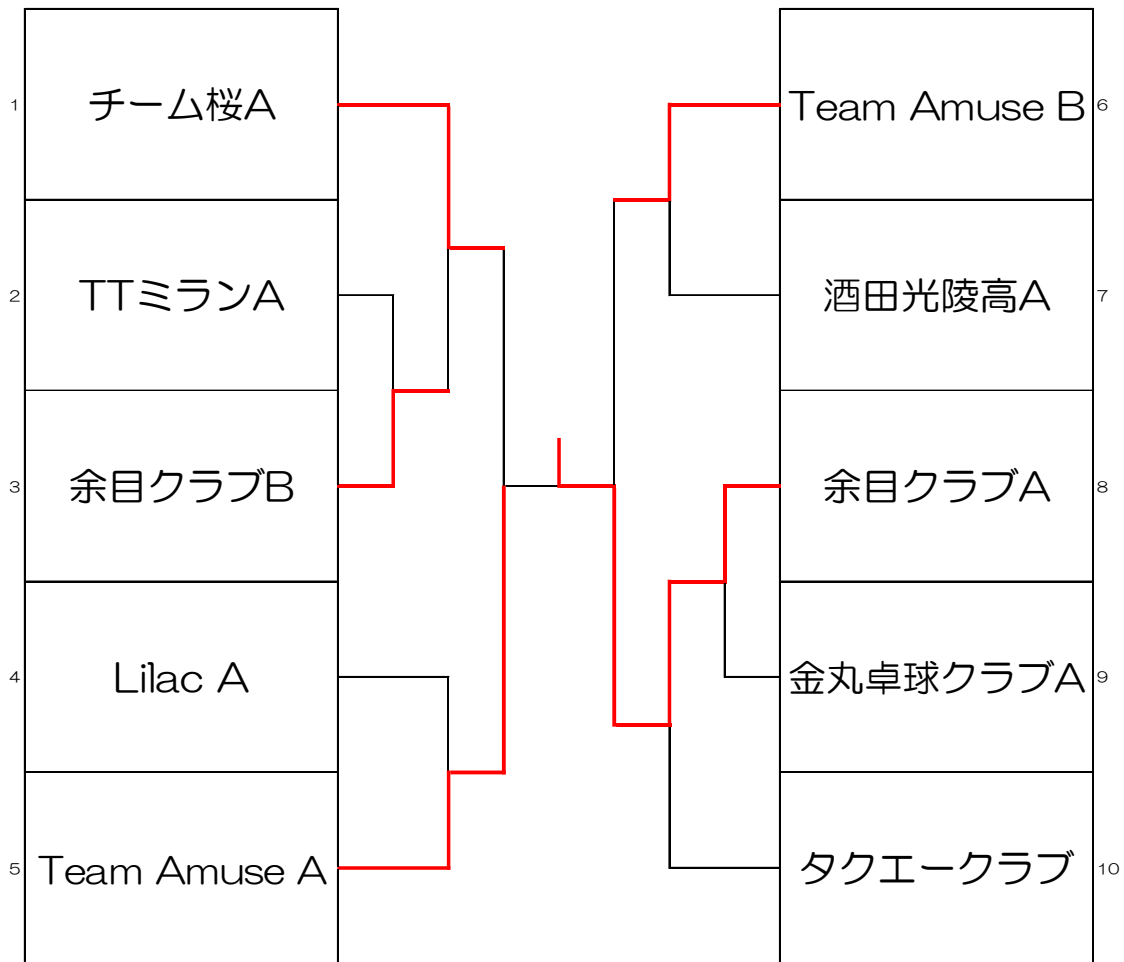 1 チーム桜A
2 TTミランA
3 余目クラブB
4 Lilac A
5 Team Amuse A
Team Amuse B 6
酒田光陵高A 7
余目クラブA 8
金丸卓球クラブA 9
タクエークラブ 10